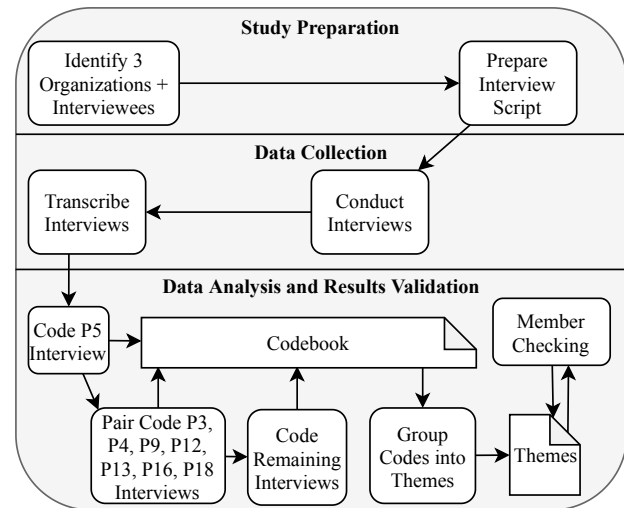 Study Preparation
Identify 3
Organizations +
Interviewees
Prepare
Interview
Script
Data Collection
Transcribe
Interviews
Conduct
Interviews
Data Analysis and Results Validation
Code P5
Interview
Codebook
Member
Checking
Pair Code P3,
P4, P9, P12,
P13, P16, P18
Interviews
Code
Remaining
Interviews
Group
Codes into
Themes
Themes